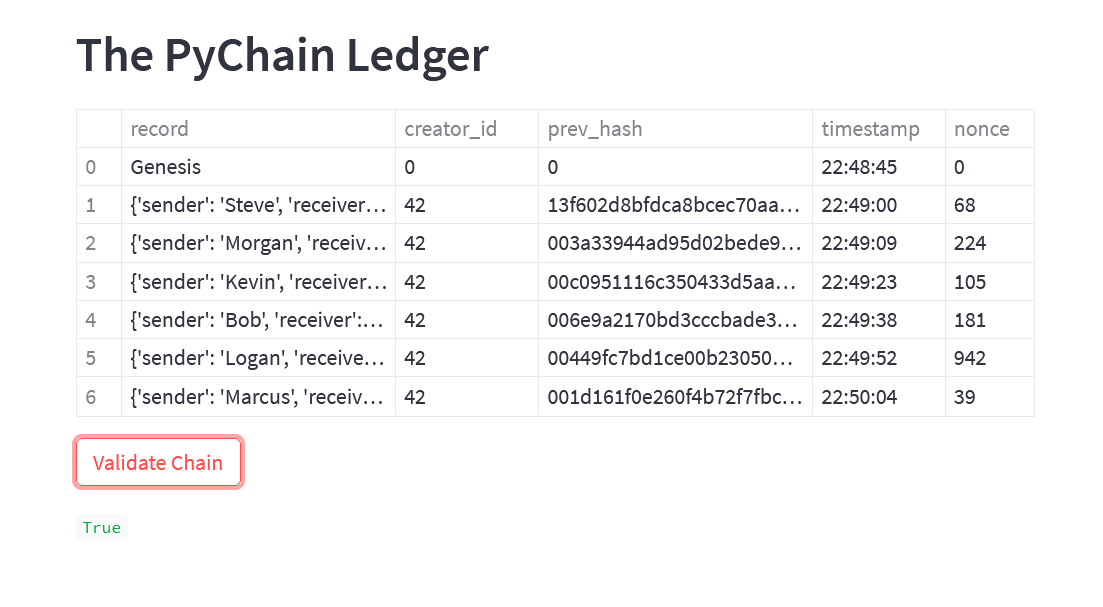 The PyChain Ledger
record creator_id prev_hash timestamp nonce
0 Genesis 0 0 22:48:45 0
1 {'sender': 'Steve', 'receiver… 42 13f602d8bfdca8bcec70aa… 22:49:00 68
2 {'sender': 'Morgan', 'receiv… 42 003a33944ad95d02bede9… 22:49:09 224
3 {'sender': 'Kevin', 'receiver… 42 00c0951116c350433d5aa… 22:49:23 105
4 {'sender': 'Bob', 'receiver':… 42 006e9a2170bd3cccbade3… 22:49:38 181
5 {'sender': 'Logan', 'receive… 42 00449fc7bd1ce00b23050… 22:49:52 942
6 {'sender': 'Marcus', 'receiv… 42 001d161f0e260f4b72f7fbc… 22:50:04 39
Validate Chain
True